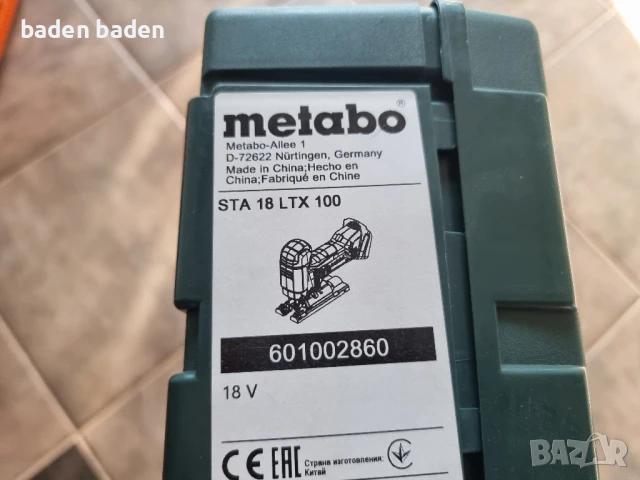 baden baden
metabo®
Metabo-Allee 1
D-72622 Nürtingen, Germany
Made in China;Hecho en
China;Fabriqué en Chine
STA 18 LTX 100
601002860
18 V
CE EAC Страна изготовления:
Китай
BAZAR